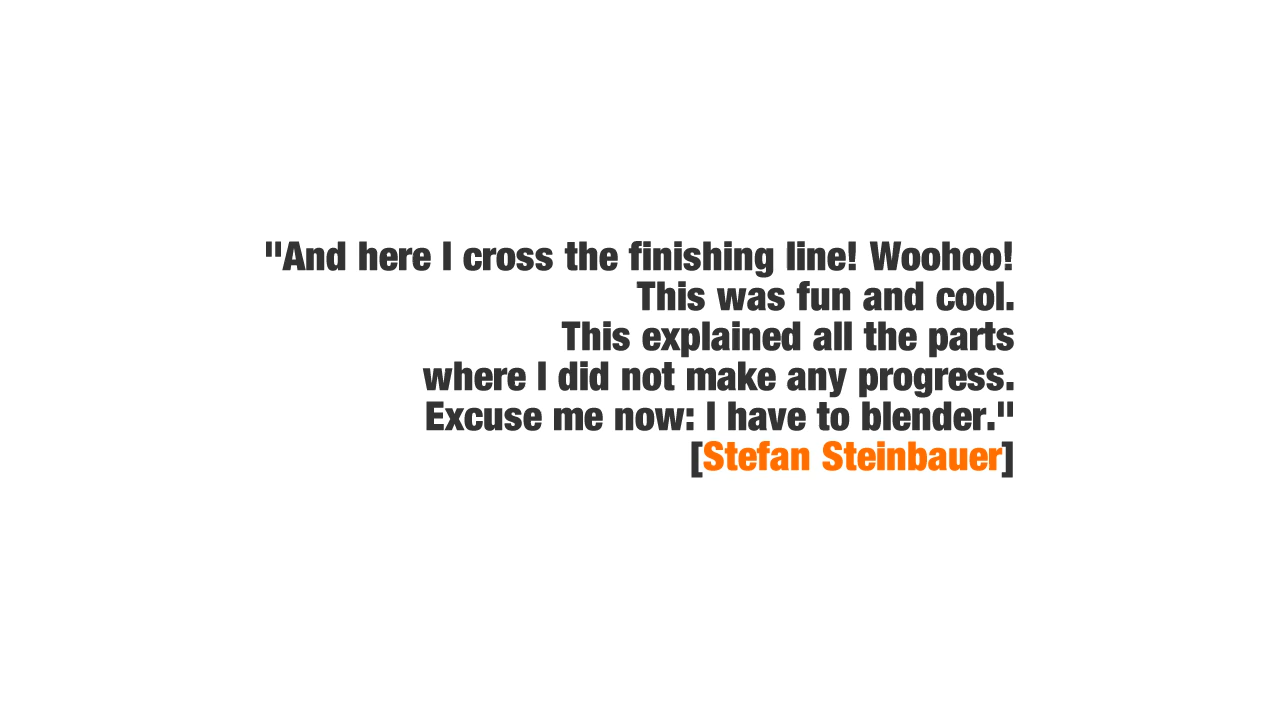 "And here I cross the finishing line! Woohoo!
This was fun and cool.
This explained all the parts
where I did not make any progress.
Excuse me now: I have to blender."
[Stefan Steinbauer]